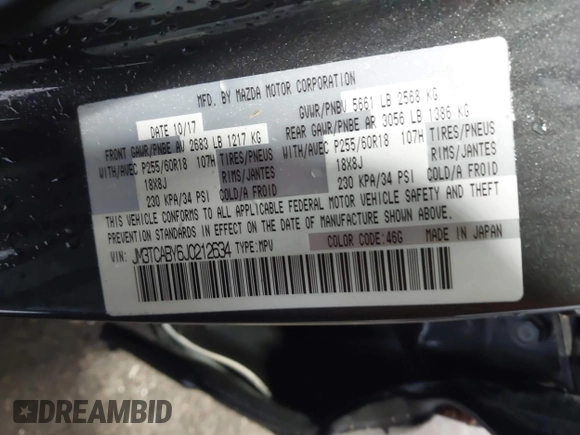 MFD. BY MAZDA MOTOR CORPORATION
DATE 10/17
GVWR/PNBV 5661 LB 2568 KG
FRONT GAWR/PNBE AV 2683 LB 1217 KG
REAR GAWR/PNBE AR 3056 LB 1386 KG
WITH/AVEC P255/60R18 107H TIRES/PNEUS
WITH/AVEC P255/60R18 107H TIRES/PNEUS
18X8J RIMS/JANTES
18X8J RIMS/JANTES
230 KPA/34 PSI COLD/A FROID
230 KPA/34 PSI COLD/A FROID
THIS VEHICLE CONFORMS TO ALL APPLICABLE FEDERAL MOTOR VEHICLE SAFETY AND THEFT
PREVENTION STANDARDS IN EFFECT ON THE DATE OF MANUFACTURE SHOWN ABOVE.
JM3TCABY6J0212634 TYPE:MPV
COLOR CODE:46G MADE IN JAPAN
DREAMBID